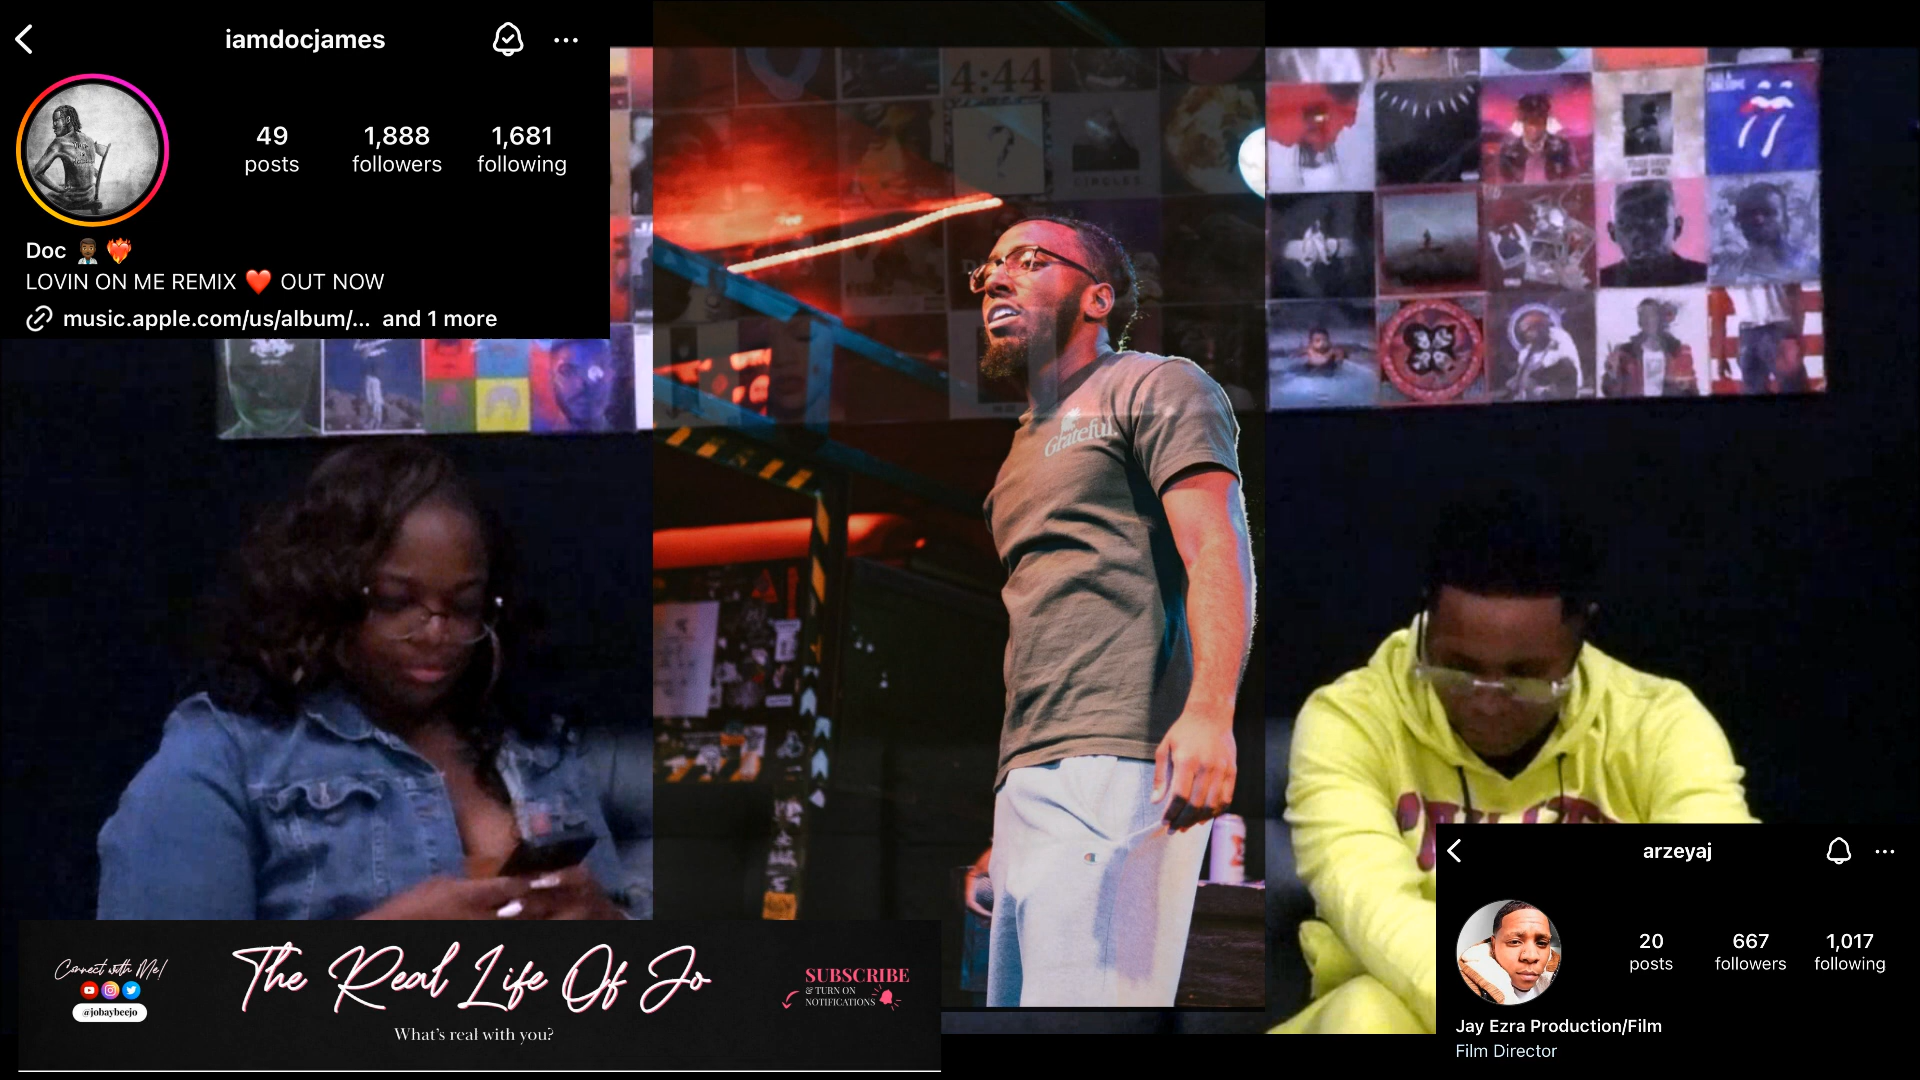 iamdocjames
49 1,888 1,681
posts followers following
Doc
LOVIN ON ME REMIX ❤️ OUT NOW
music.apple.com/us/album/... and 1 more
4:44
CIRCLES
Grateful.
Connect with Me!
@jobaybeejo
The Real Life Of Jo
What's real with you?
SUBSCRIBE
& TURN ON
NOTIFICATIONS
arzeyaj
20 667 1,017
posts followers following
Jay Ezra Production/Film
Film Director